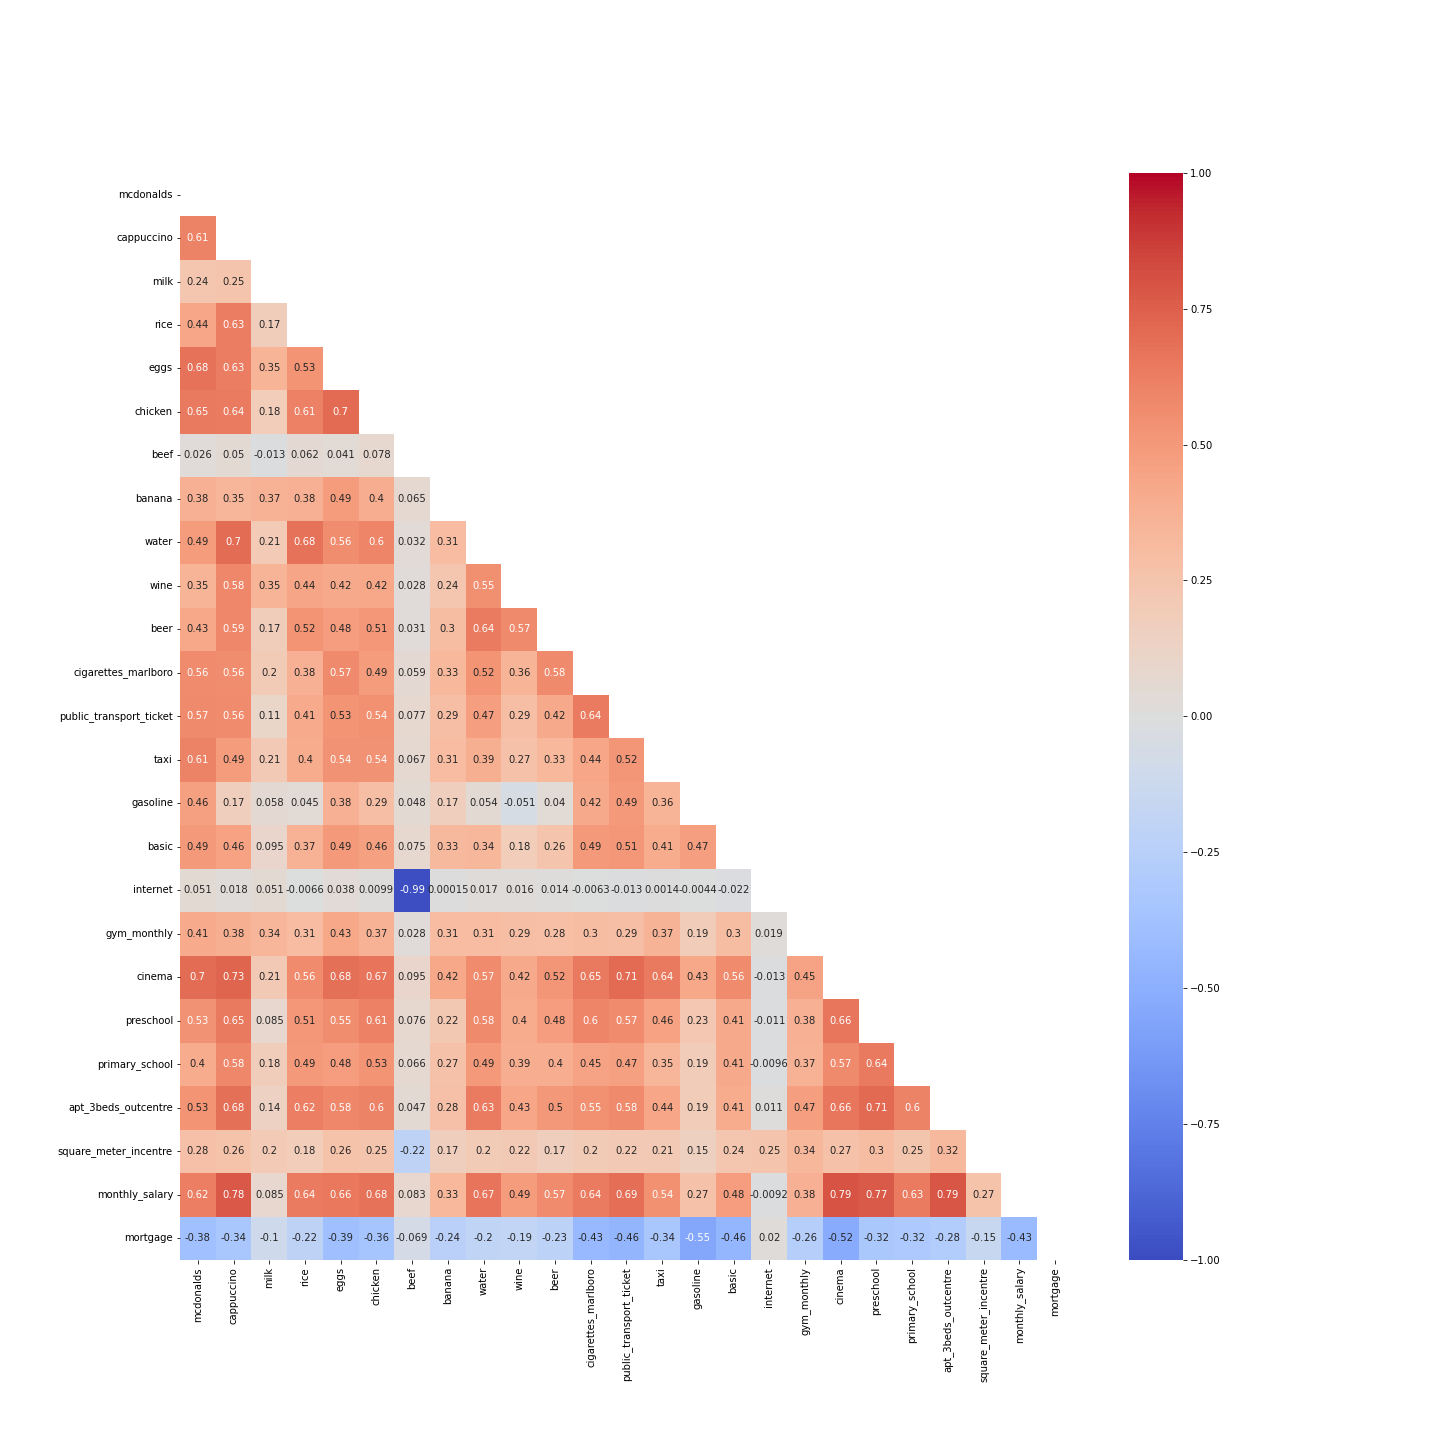 mcdonalds
cappuccino 0.61
milk 0.24 0.25
rice 0.44 0.63 0.17
eggs 0.68 0.63 0.35 0.53
chicken 0.65 0.64 0.18 0.61 0.7
beef 0.026 0.05 -0.013 0.062 0.041 0.078
banana 0.38 0.35 0.37 0.38 0.49 0.4 0.065
water 0.49 0.7 0.21 0.68 0.56 0.6 0.032 0.31
wine 0.35 0.58 0.35 0.44 0.42 0.42 0.028 0.24 0.55
beer 0.43 0.59 0.17 0.52 0.48 0.51 0.031 0.3 0.64 0.57
cigarettes_marlboro 0.56 0.56 0.2 0.38 0.57 0.49 0.059 0.33 0.52 0.36 0.58
public_transport_ticket 0.57 0.56 0.11 0.41 0.53 0.54 0.077 0.29 0.47 0.29 0.42 0.64
taxi 0.61 0.49 0.21 0.4 0.54 0.54 0.067 0.31 0.39 0.27 0.33 0.44 0.52
gasoline 0.46 0.17 0.058 0.045 0.38 0.29 0.048 0.17 0.054 -0.051 0.04 0.42 0.49 0.36
basic 0.49 0.46 0.095 0.37 0.49 0.46 0.075 0.33 0.34 0.18 0.26 0.49 0.51 0.41 0.47
internet 0.051 0.018 0.051 -0.0066 0.038 0.0099 -0.99 0.00015 0.017 0.016 0.014 -0.0063 -0.013 0.0014 -0.0044 -0.022
gym_monthly 0.41 0.38 0.34 0.31 0.43 0.37 0.028 0.31 0.31 0.29 0.28 0.3 0.29 0.37 0.19 0.3 0.019
cinema 0.7 0.73 0.21 0.56 0.68 0.67 0.095 0.42 0.57 0.42 0.52 0.65 0.71 0.64 0.43 0.56 -0.013 0.45
preschool 0.53 0.65 0.085 0.51 0.55 0.61 0.076 0.22 0.58 0.4 0.48 0.6 0.57 0.46 0.23 0.41 -0.011 0.38 0.66
primary_school 0.4 0.58 0.18 0.49 0.48 0.53 0.066 0.27 0.49 0.39 0.4 0.45 0.47 0.35 0.19 0.41 -0.0096 0.37 0.57 0.64
apt_3beds_outcentre 0.53 0.68 0.14 0.62 0.58 0.6 0.047 0.28 0.63 0.43 0.5 0.55 0.58 0.44 0.19 0.41 0.011 0.47 0.66 0.71 0.6
square_meter_incentre 0.28 0.26 0.2 0.18 0.26 0.25 -0.22 0.17 0.2 0.22 0.17 0.2 0.22 0.21 0.15 0.24 0.25 0.34 0.27 0.3 0.25 0.32
monthly_salary 0.62 0.78 0.085 0.64 0.66 0.68 0.083 0.33 0.67 0.49 0.57 0.64 0.69 0.54 0.27 0.48 -0.0092 0.38 0.79 0.77 0.63 0.79 0.27
mortgage -0.38 -0.34 -0.1 -0.22 -0.39 -0.36 -0.069 -0.24 -0.2 -0.19 -0.23 -0.43 -0.46 -0.34 -0.55 -0.46 0.02 -0.26 -0.52 -0.32 -0.32 -0.28 -0.15 -0.43
mcdonalds cappuccino milk rice eggs chicken beef banana water wine beer cigarettes_marlboro public_transport_ticket taxi gasoline basic internet gym_monthly cinema preschool primary_school apt_3beds_outcentre square_meter_incentre monthly_salary mortgage
1.00
0.75
0.50
0.25
0.00
−0.25
−0.50
−0.75
−1.00